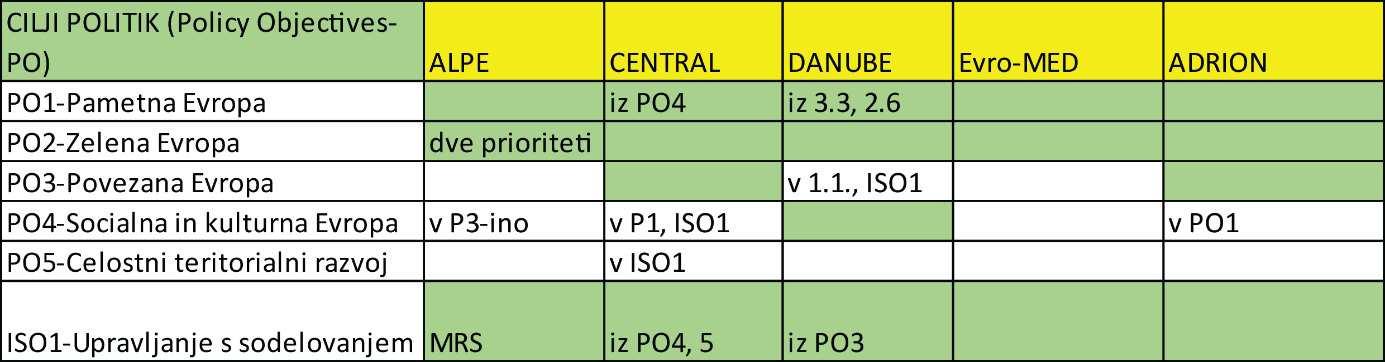 CILJI POLITIK (Policy Objectives-
PO) ALPE CENTRAL DANUBE Evro-MED ADRION
PO1-Pametna Evropa iz PO4 iz 3.3, 2.6
PO2-Zelena Evropa dve prioriteti
PO3-Povezana Evropa v 1.1., ISO1
PO4-Socialna in kulturna Evropa v P3-ino v P1, ISO1 v PO1
PO5-Celostni teritorialni razvoj v ISO1
ISO1-Upravljanje s sodelovanjem MRS iz PO4, 5 iz PO3